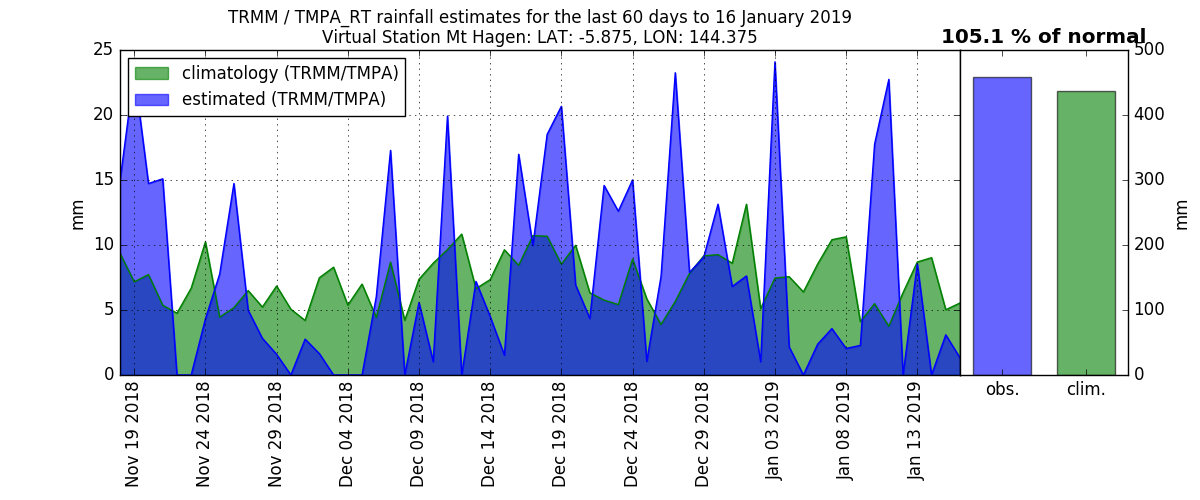 TRMM / TMPA_RT rainfall estimates for the last 60 days to 16 January 2019
Virtual Station Mt Hagen: LAT: -5.875, LON: 144.375
105.1 % of normal
climatology (TRMM/TMPA)
estimated (TRMM/TMPA)
25
20
15
10
5
0
mm
Nov 19 2018
Nov 24 2018
Nov 29 2018
Dec 04 2018
Dec 09 2018
Dec 14 2018
Dec 19 2018
Dec 24 2018
Dec 29 2018
Jan 03 2019
Jan 08 2019
Jan 13 2019
obs.
clim.
500
400
300
200
100
0
mm